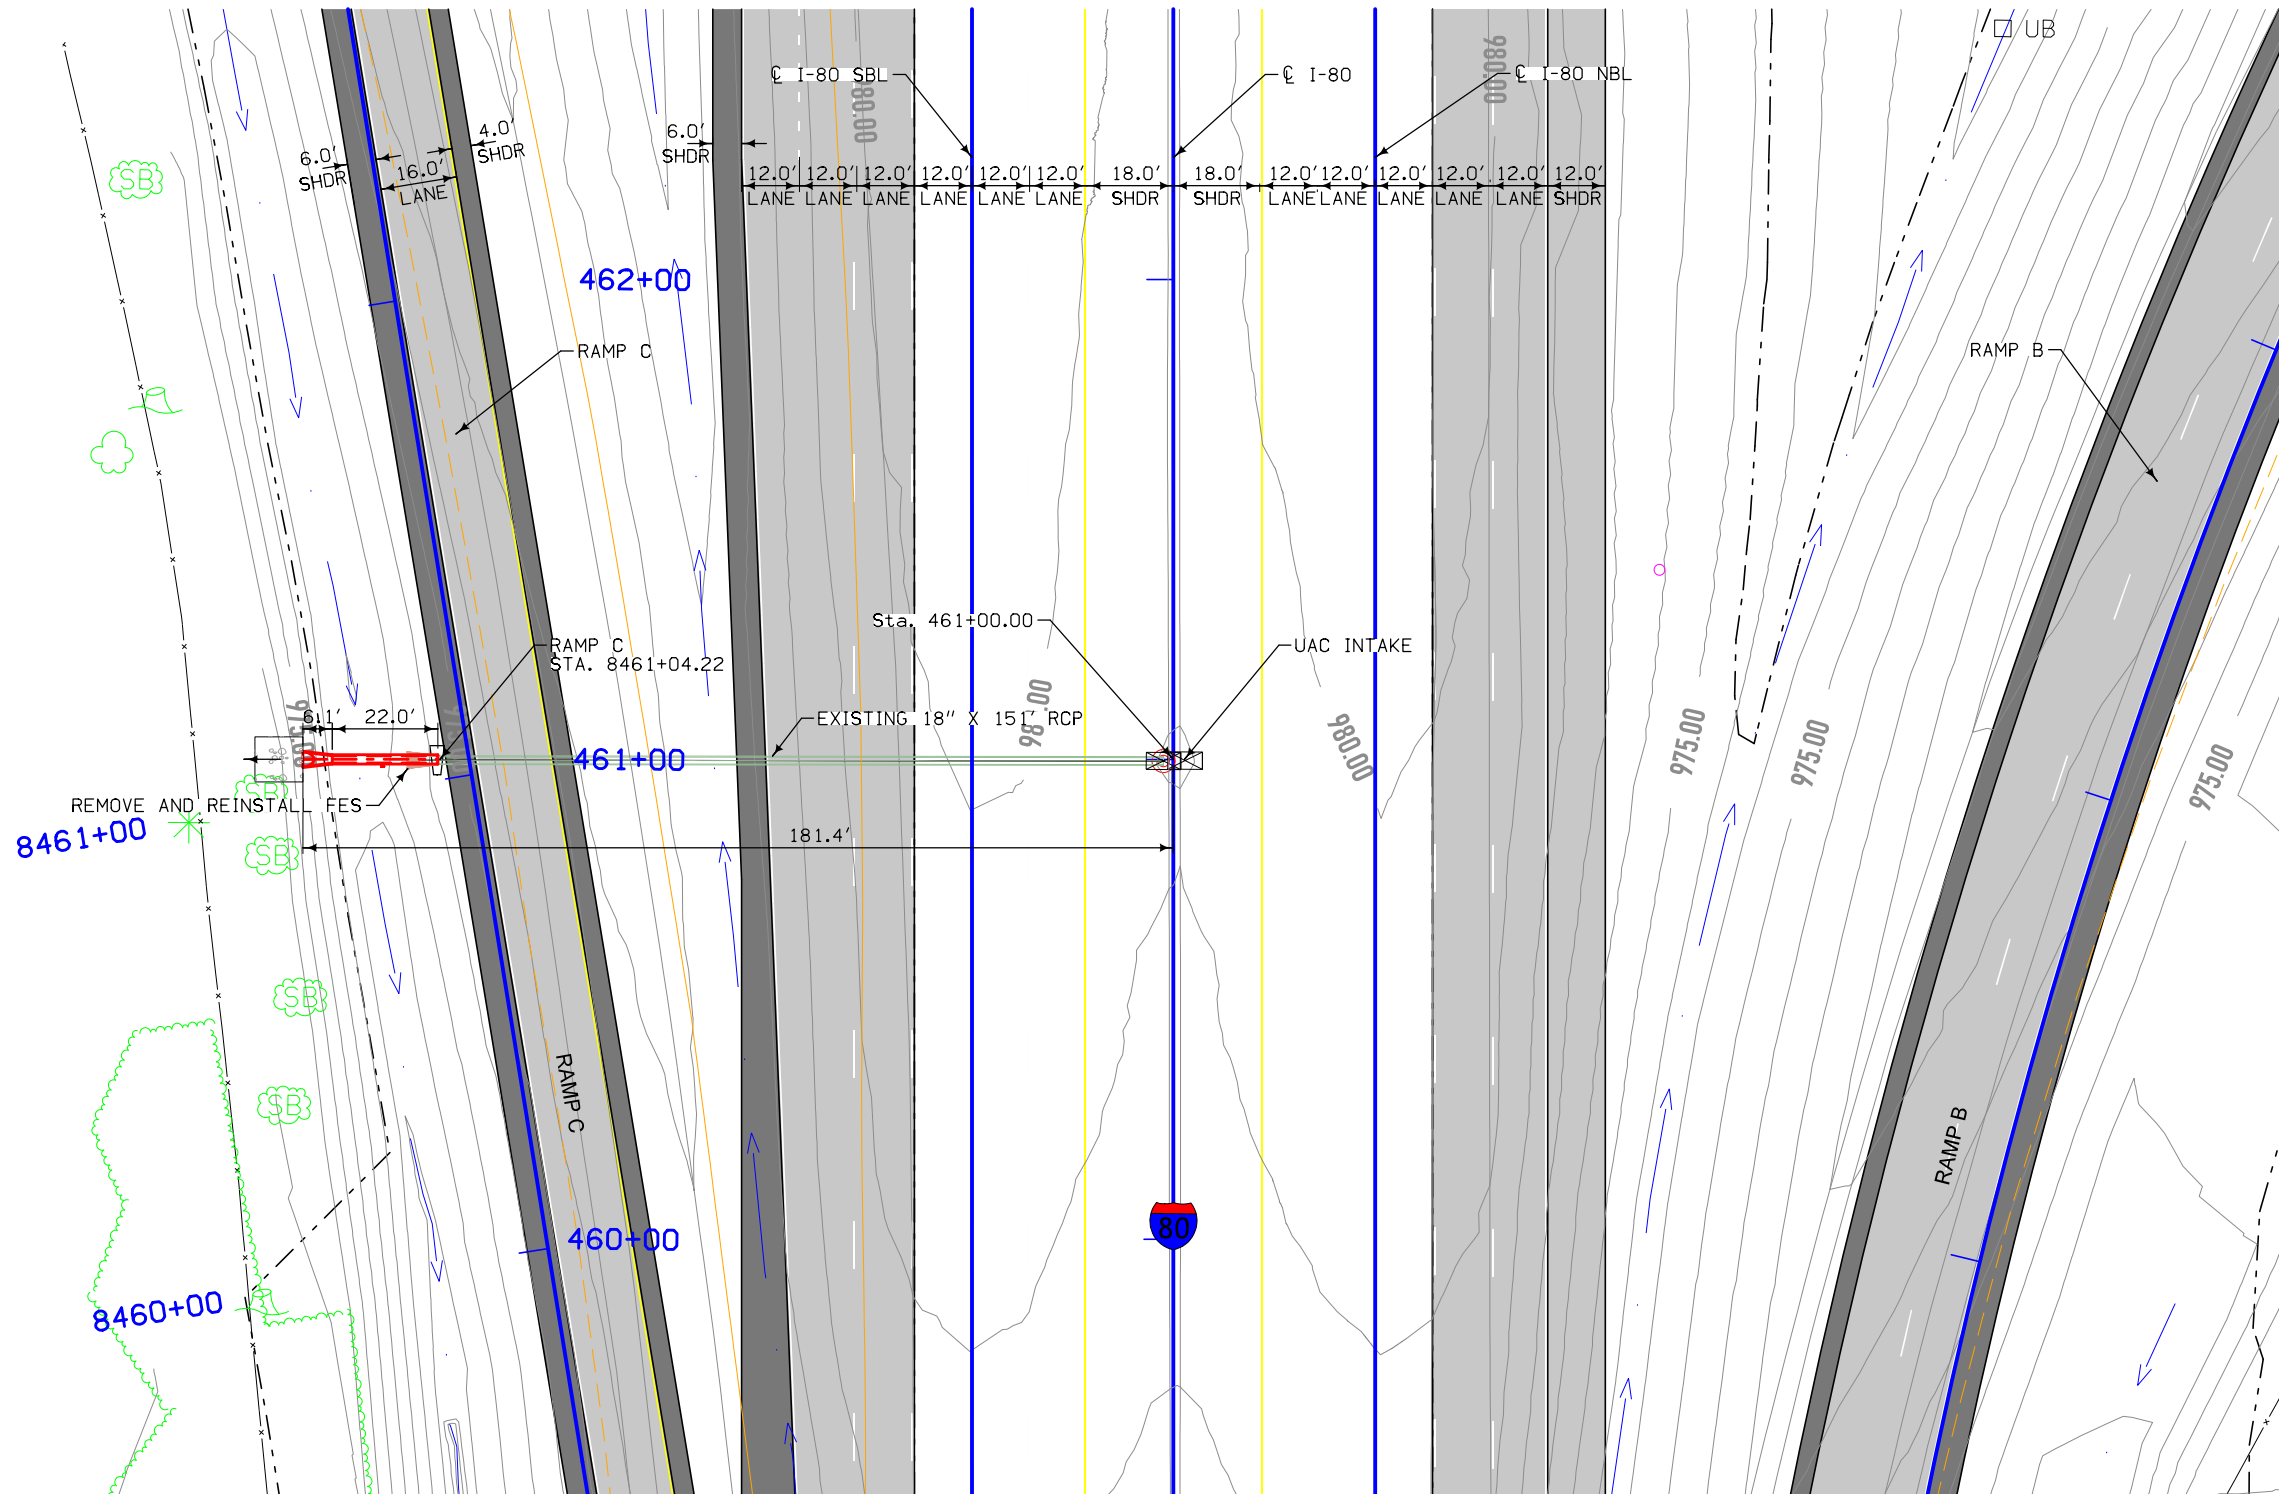 UB
℄ I-80 SBL
℄ I-80
℄ I-80 NBL
980.00
980.00
6.0'
SHDR
16.0'
LANE
4.0'
SHDR
6.0'
SHDR
12.0' 12.0' 12.0' 12.0' 12.0' 12.0' 18.0' 18.0' 12.0' 12.0' 12.0' 12.0' 12.0' 12.0'
LANE LANE LANE LANE LANE LANE SHDR SHDR LANE LANE LANE LANE LANE SHDR
SB
462+00
RAMP C
RAMP B
Sta. 461+00.00
RAMP C
STA. 8461+04.22
UAC INTAKE
6.1' 22.0'
EXISTING 18" X 151' RCP
980.00
975.00
975.00
975.00
461+00
SB
REMOVE AND REINSTALL FES
8461+00
SB
181.4'
SB
SB
RAMP C
RAMP B
80
460+00
8460+00